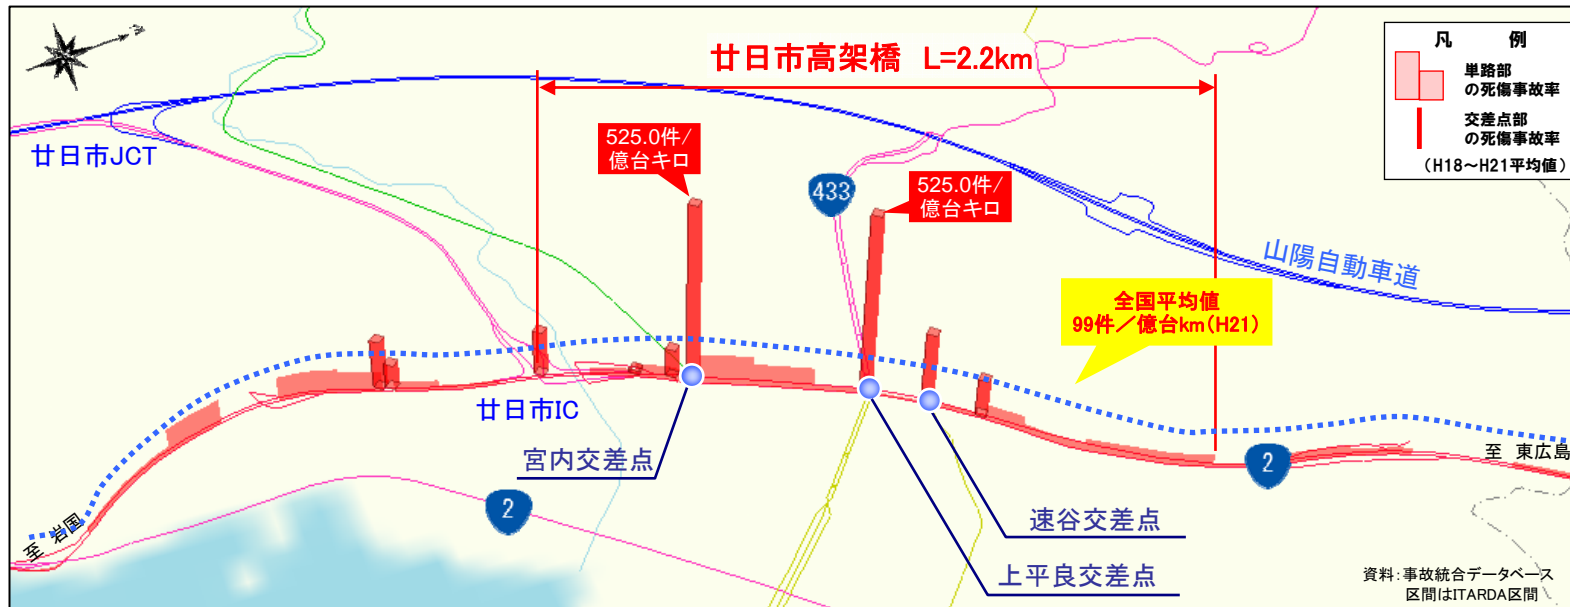 N
廿日市高架橋 L=2.2km
凡 例
単路部
の死傷事故率
交差点部
の死傷事故率
(H18～H21平均値)
廿日市JCT
525.0件/
億台キロ
433
525.0件/
億台キロ
山陽自動車道
全国平均値
99件／億台km(H21)
廿日市IC
宮内交差点
2
至 東広島
2
速谷交差点
至 岩国
上平良交差点
資料：事故統合データベース
区間はITARDA区間